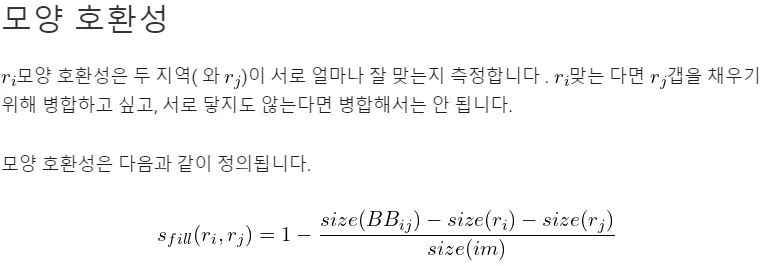 모양 호환성
r_i모양 호환성은 두 지역( 와 r_j)이 서로 얼마나 잘 맞는지 측정합니다 . r_i맞는 다면 r_j갭을 채우기
위해 병합하고 싶고, 서로 닿지도 않는다면 병합해서는 안 됩니다.
모양 호환성은 다음과 같이 정의됩니다.
s_{fill}(r_i, r_j) = 1 − \frac{size(BB_{ij}) − size(r_i) − size(r_j)}{size(im)}